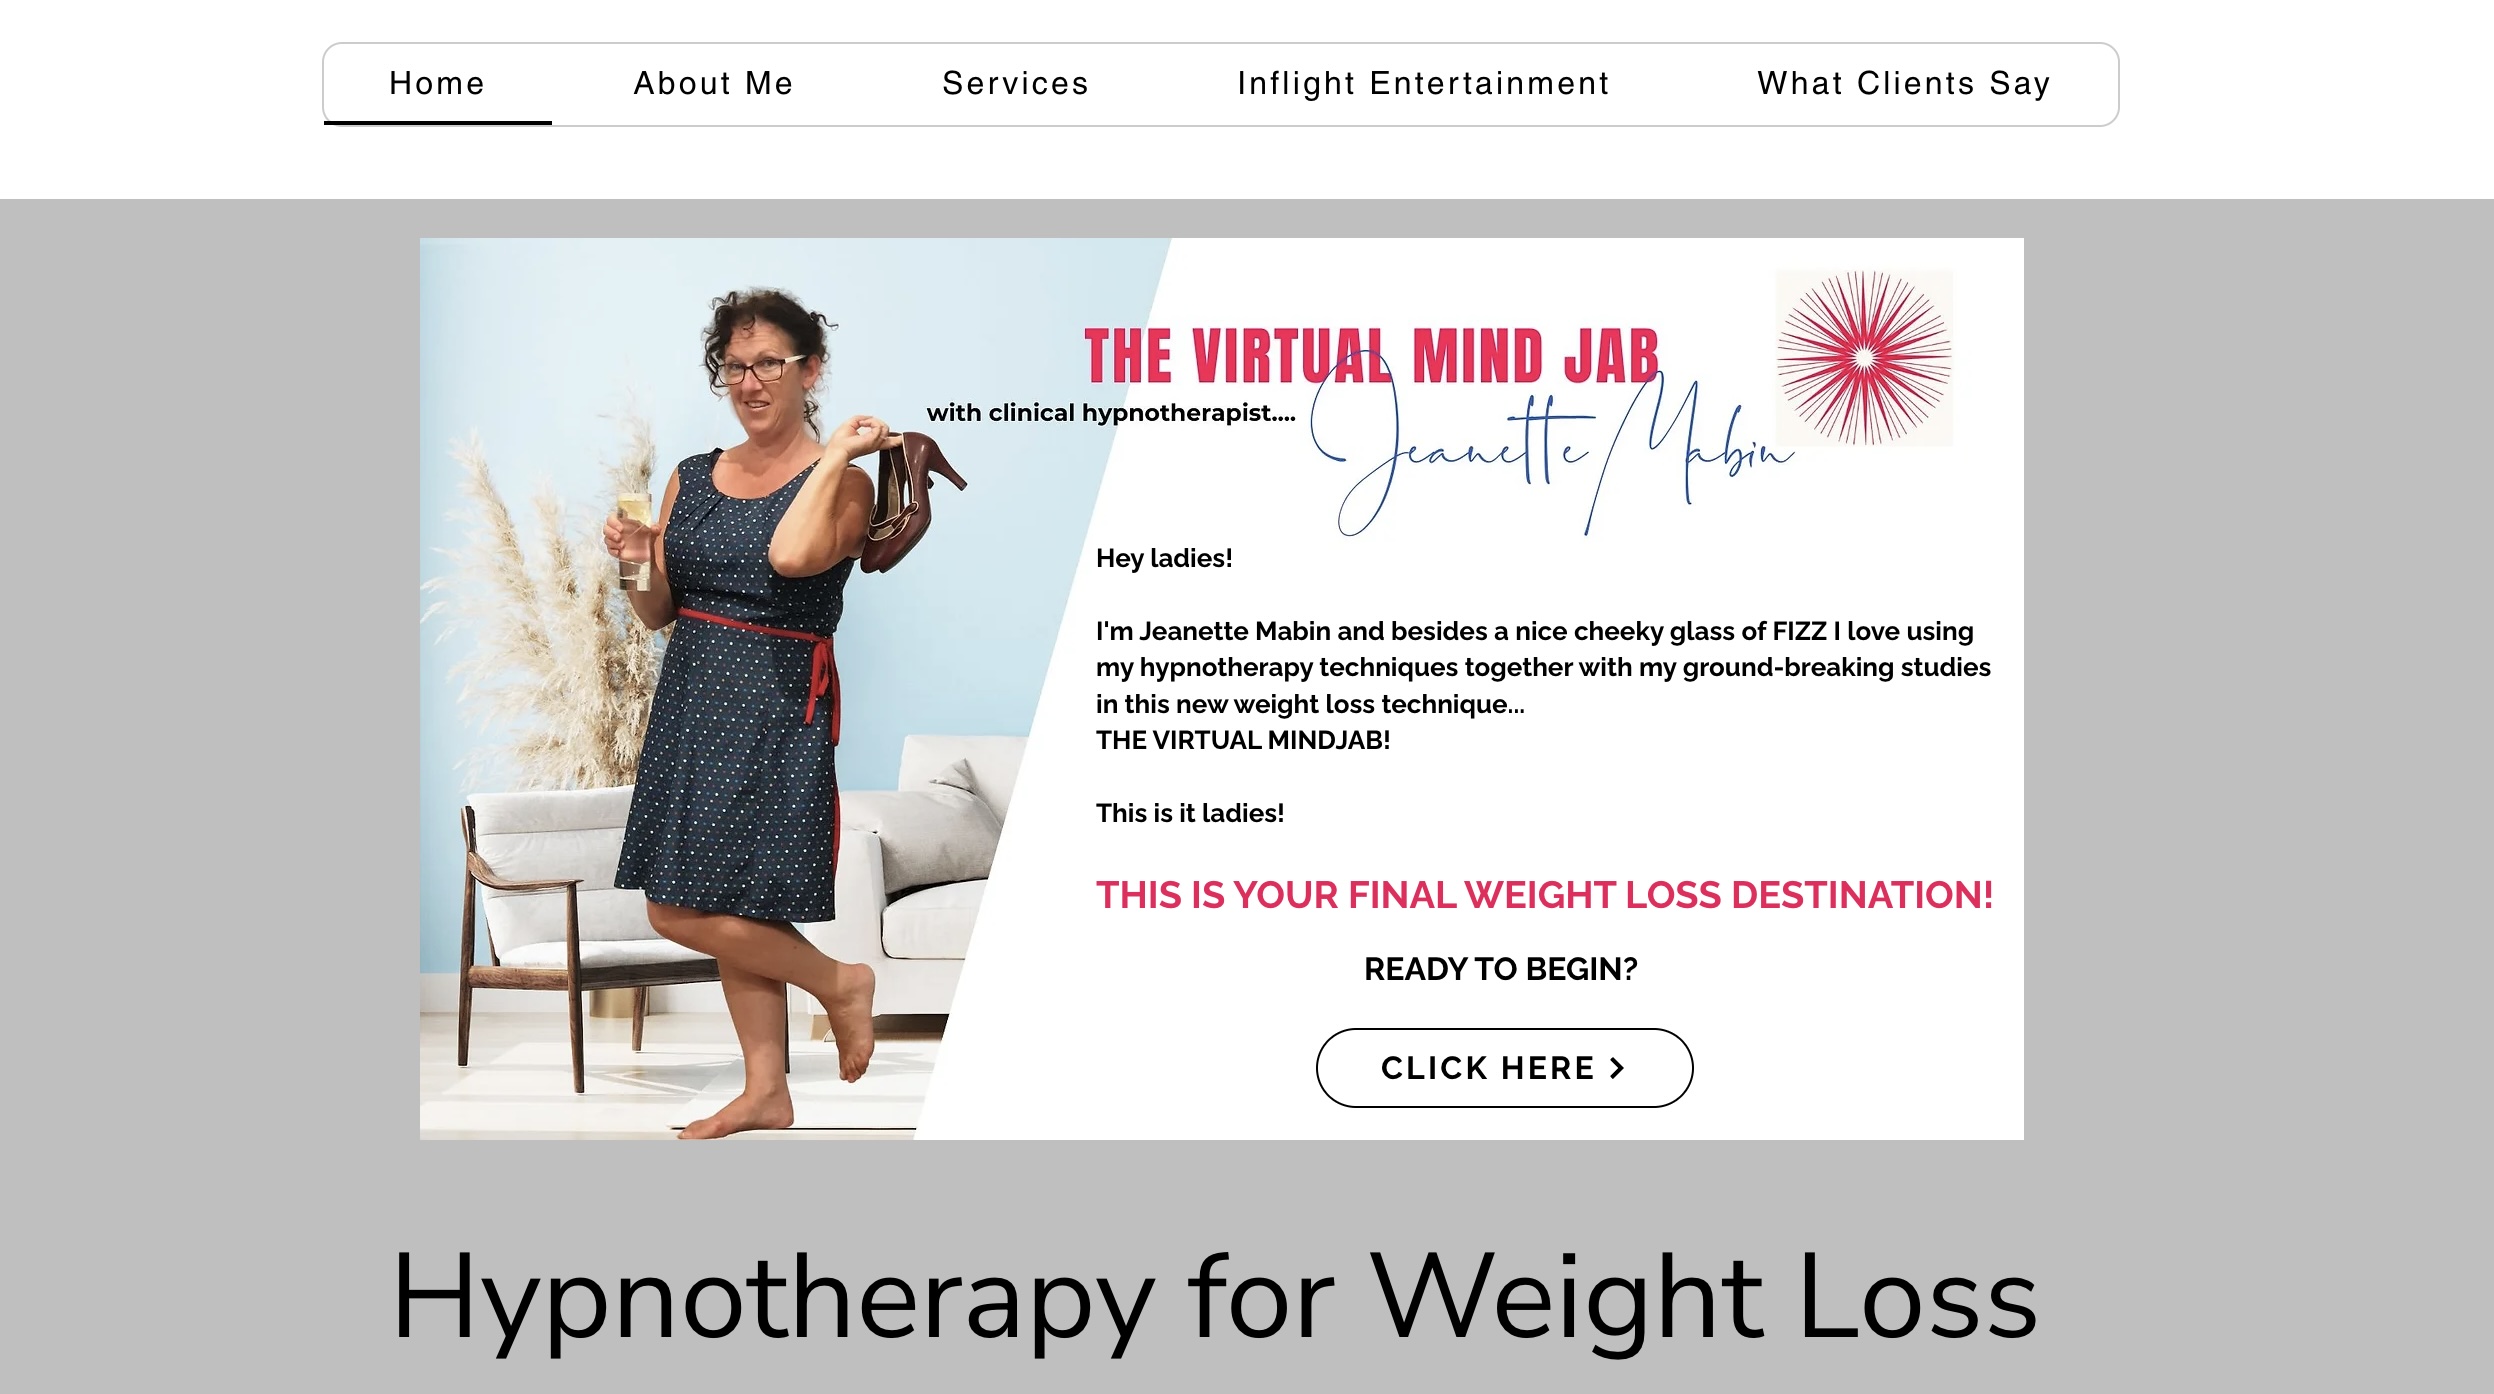 Home
About Me
Services
Inflight Entertainment
What Clients Say
THE VIRTUAL MIND JAB
with clinical hypnotherapist....
Jeanette Mabin
Hey ladies!
I'm Jeanette Mabin and besides a nice cheeky glass of FIZZ I love using
my hypnotherapy techniques together with my ground-breaking studies
in this new weight loss technique...
THE VIRTUAL MINDJAB!
This is it ladies!
THIS IS YOUR FINAL WEIGHT LOSS DESTINATION!
READY TO BEGIN?
CLICK HERE >
Hypnotherapy for Weight Loss